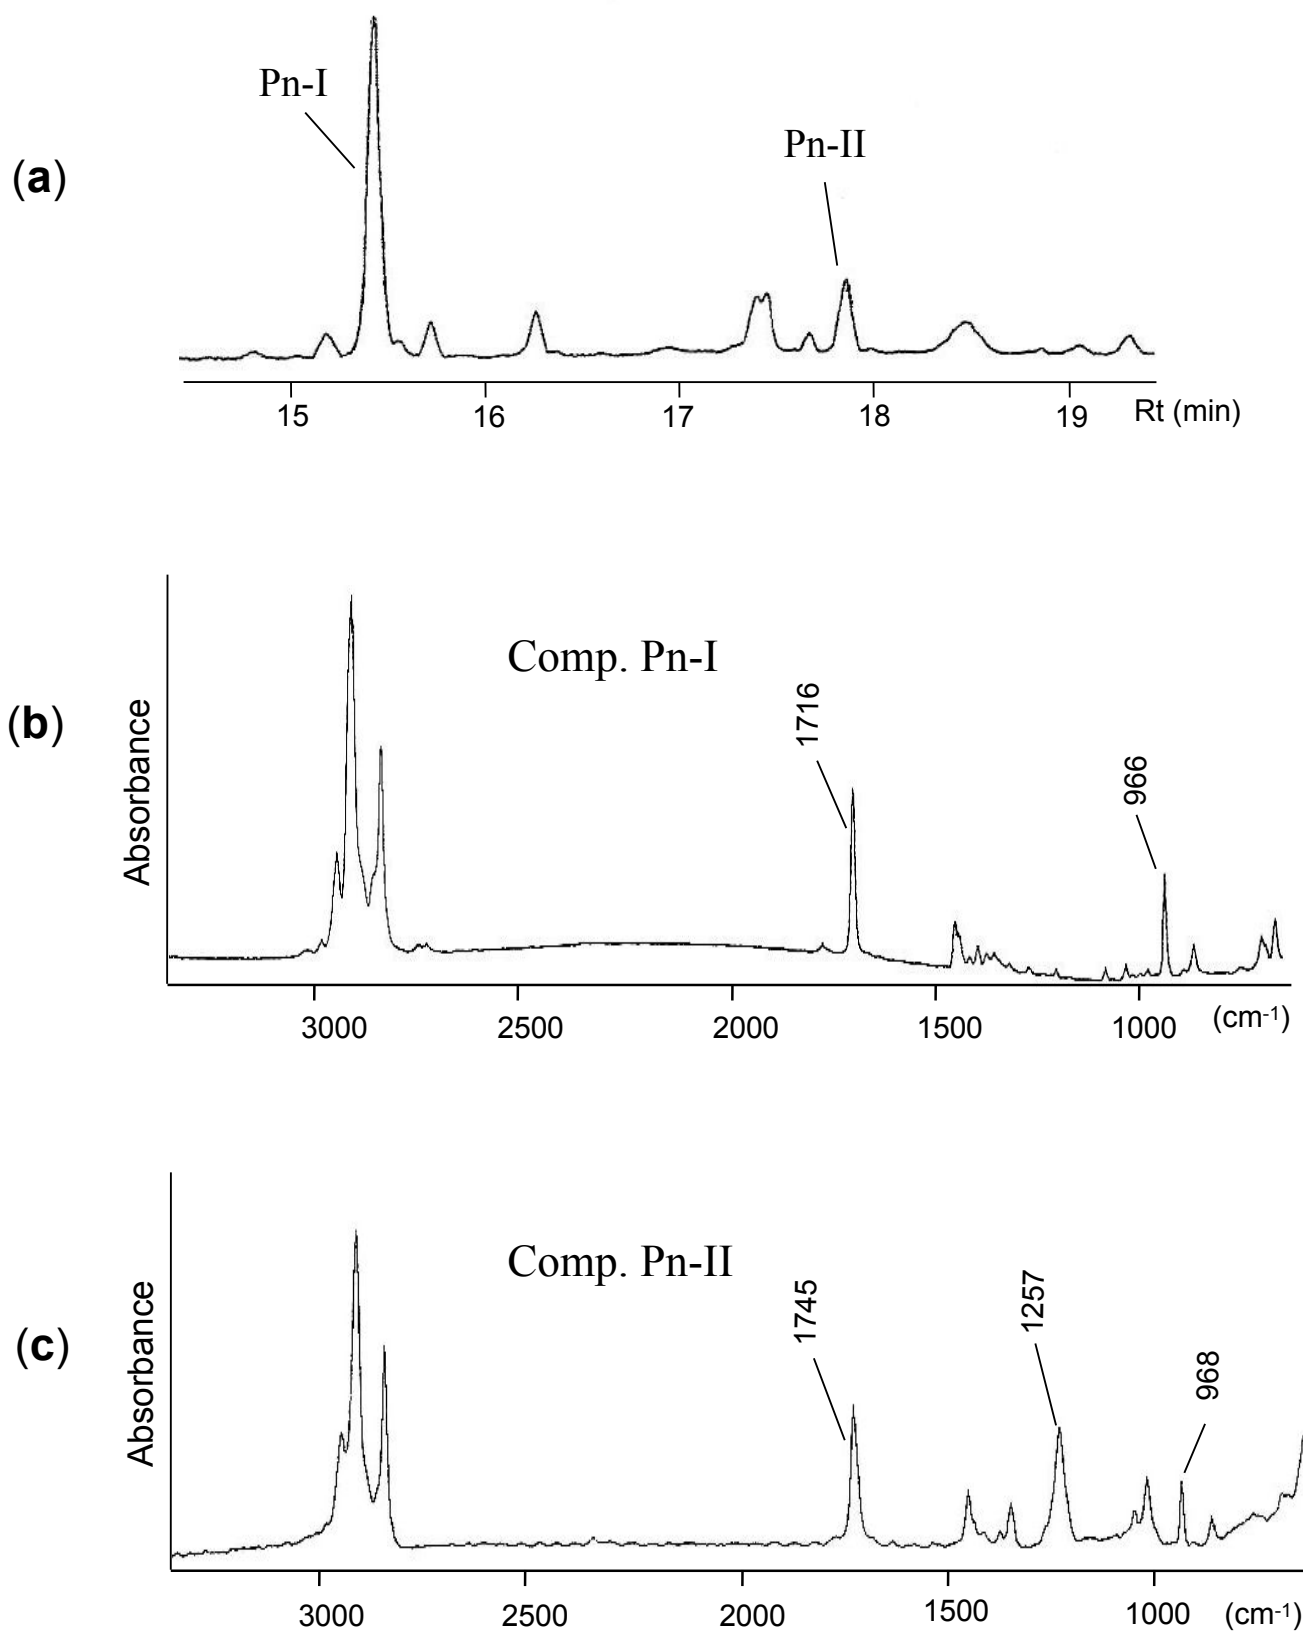 Pn-I
Pn-II
(a)
15 16 17 18 19 Rt (min)
Comp. Pn-I
1716
966
(b)
Absorbance
3000 2500 2000 1500 1000 (cm-1)
Comp. Pn-II
1745
1257
968
(c)
Absorbance
3000 2500 2000 1500 1000 (cm-1)